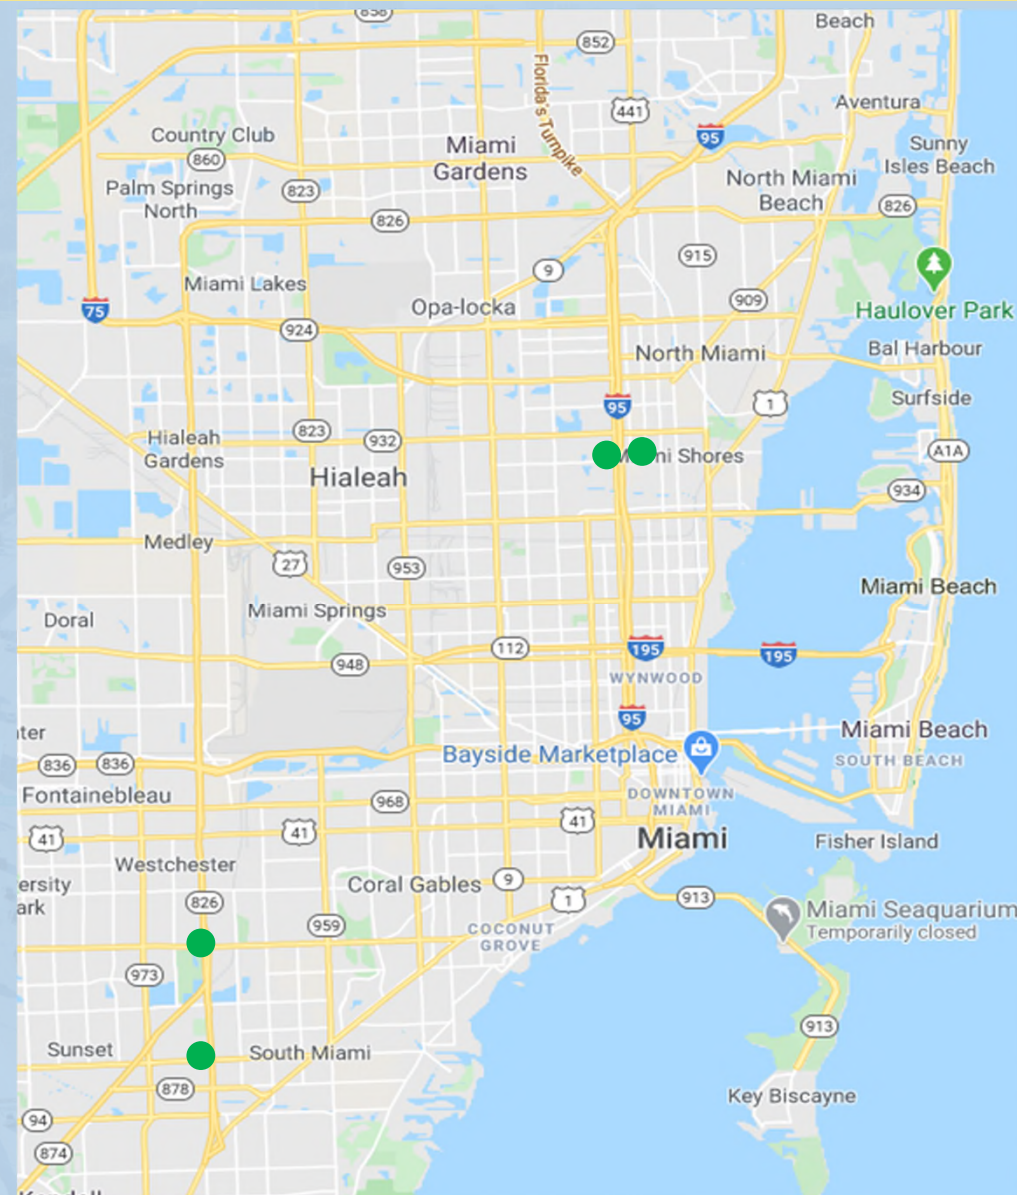 858
Beach
852
Florida's Turnpike
441
Aventura
95
Country Club
860
Miami
Gardens
Sunny
Isles Beach
Palm Springs
North
823
North Miami
Beach
826
826
915
9
Miami Lakes
Opa-locka
909
75
Haulover Park
924
North Miami
Bal Harbour
95
1
Surfside
823
932
Hialeah
Gardens
A1A
ni Shores
Hialeah
934
Medley
27
953
Miami Beach
Miami Springs
Doral
112
195
195
948
WYNWOOD
95
Miami Beach
Bayside Marketplace
SOUTH BEACH
836
836
Fontainebleau
968
DOWNTOWN
MIAMI
41
41
41
Miami
Fisher Island
Westchester
Coral Gables
9
ersity
ark
826
1
913
Miami Seaquarium
Temporarily closed
959
COCONUT
GROVE
973
913
Sunset
South Miami
878
Key Biscayne
94
874